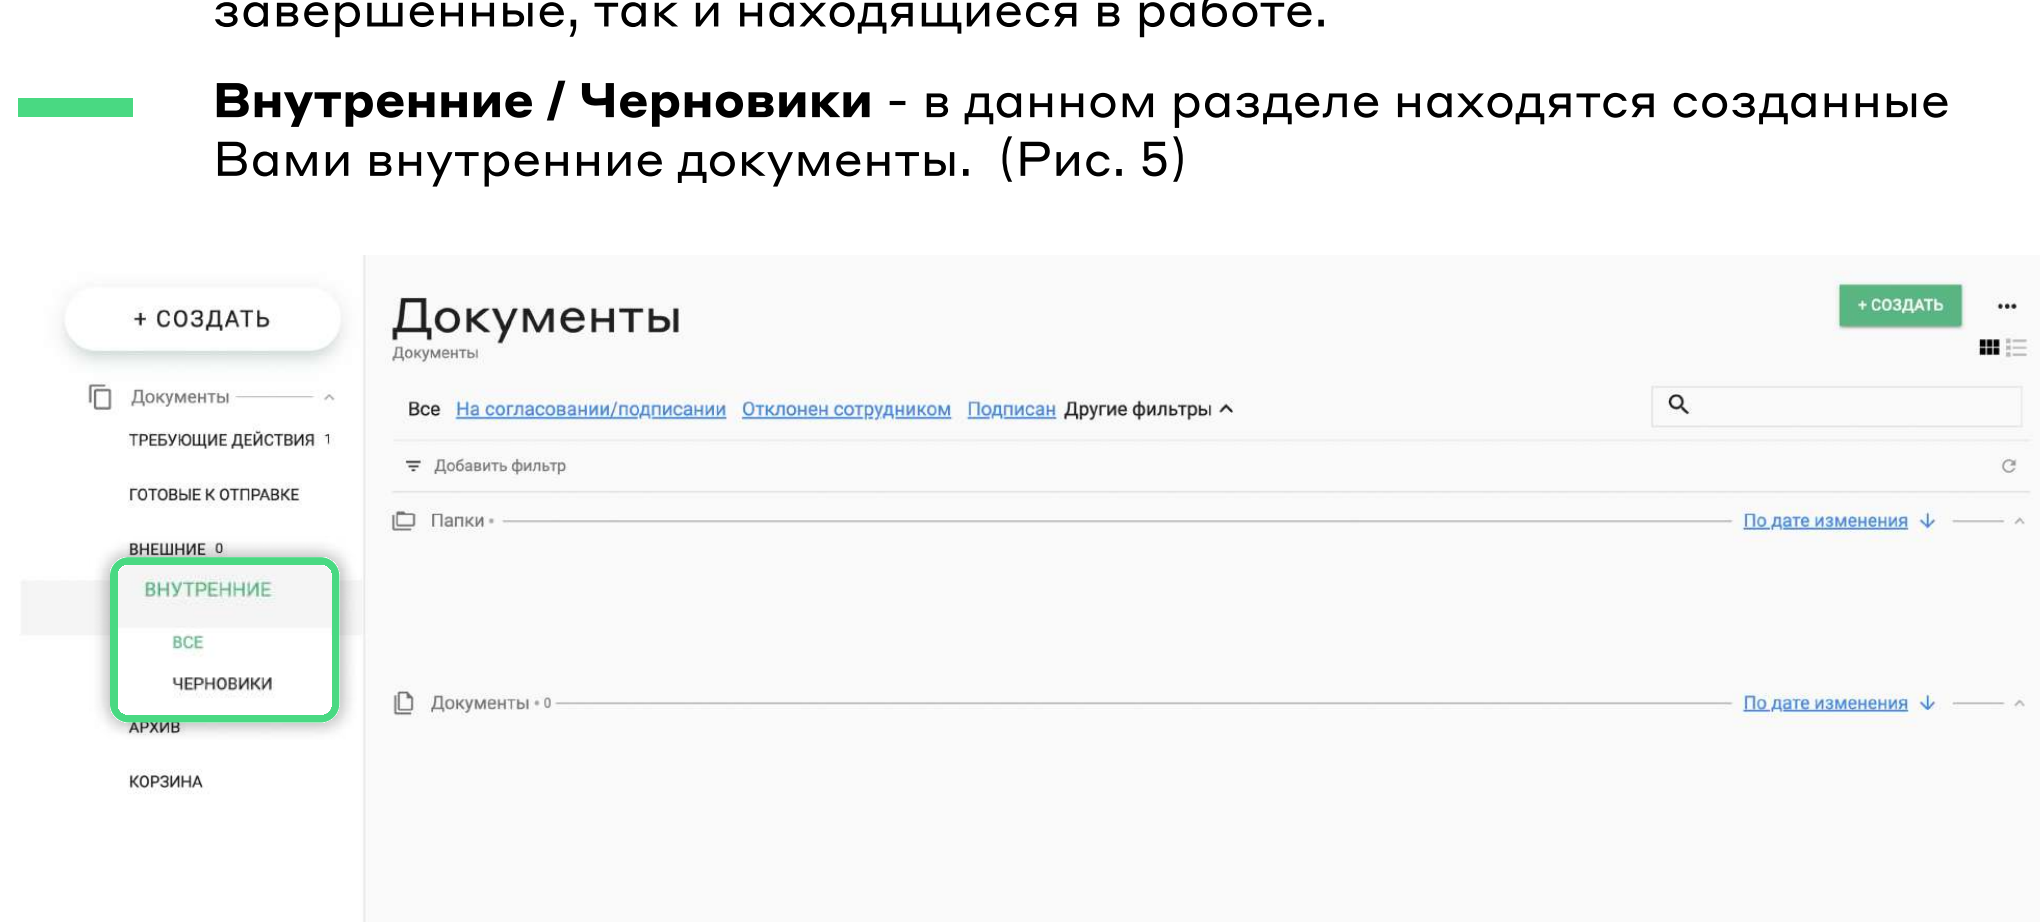 завершенные, так и находящиеся в работе.
Внутренние / Черновики - в данном разделе находятся созданные
Вами внутренние документы. (Рис. 5)
+ СОЗДАТЬ
Документы
ТРЕБУЮЩИЕ ДЕЙСТВИЯ 1
ГОТОВЫЕ К ОТПРАВКЕ
ВНЕШНИЕ 0
ВНУТРЕННИЕ
ВСЕ
ЧЕРНОВИКИ
АРХИВ
КОРЗИНА
Документы
+ СОЗДАТЬ
Документы
Все На согласовании/подписании Отклонен сотрудником Подписан Другие фильтры
Добавить фильтр
Папки • По дате изменения
Документы • 0 По дате изменения